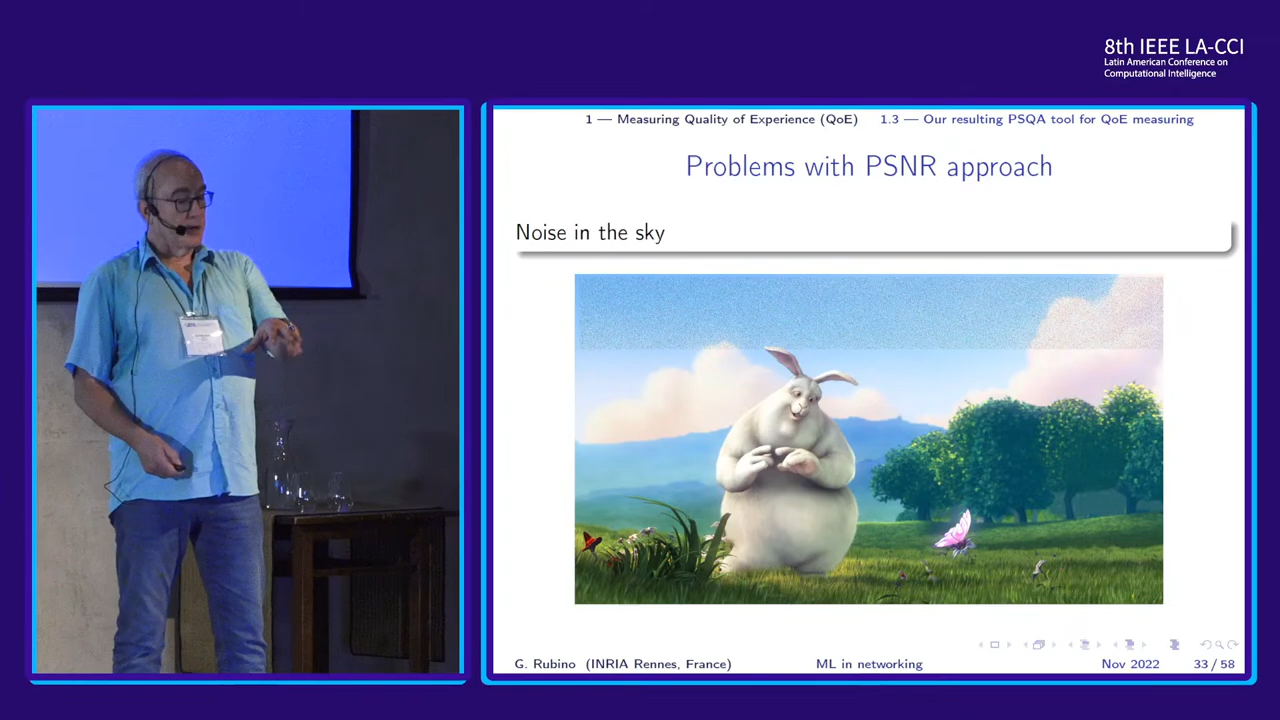 8th IEEE LA-CCI
Latin American Conference on
Computational Intelligence
1 — Measuring Quality of Experience (QoE) 1.3 — Our resulting PSQA tool for QoE measuring
Problems with PSNR approach
Noise in the sky
G. Rubino (INRIA Rennes, France) ML in networking Nov 2022 33 / 58